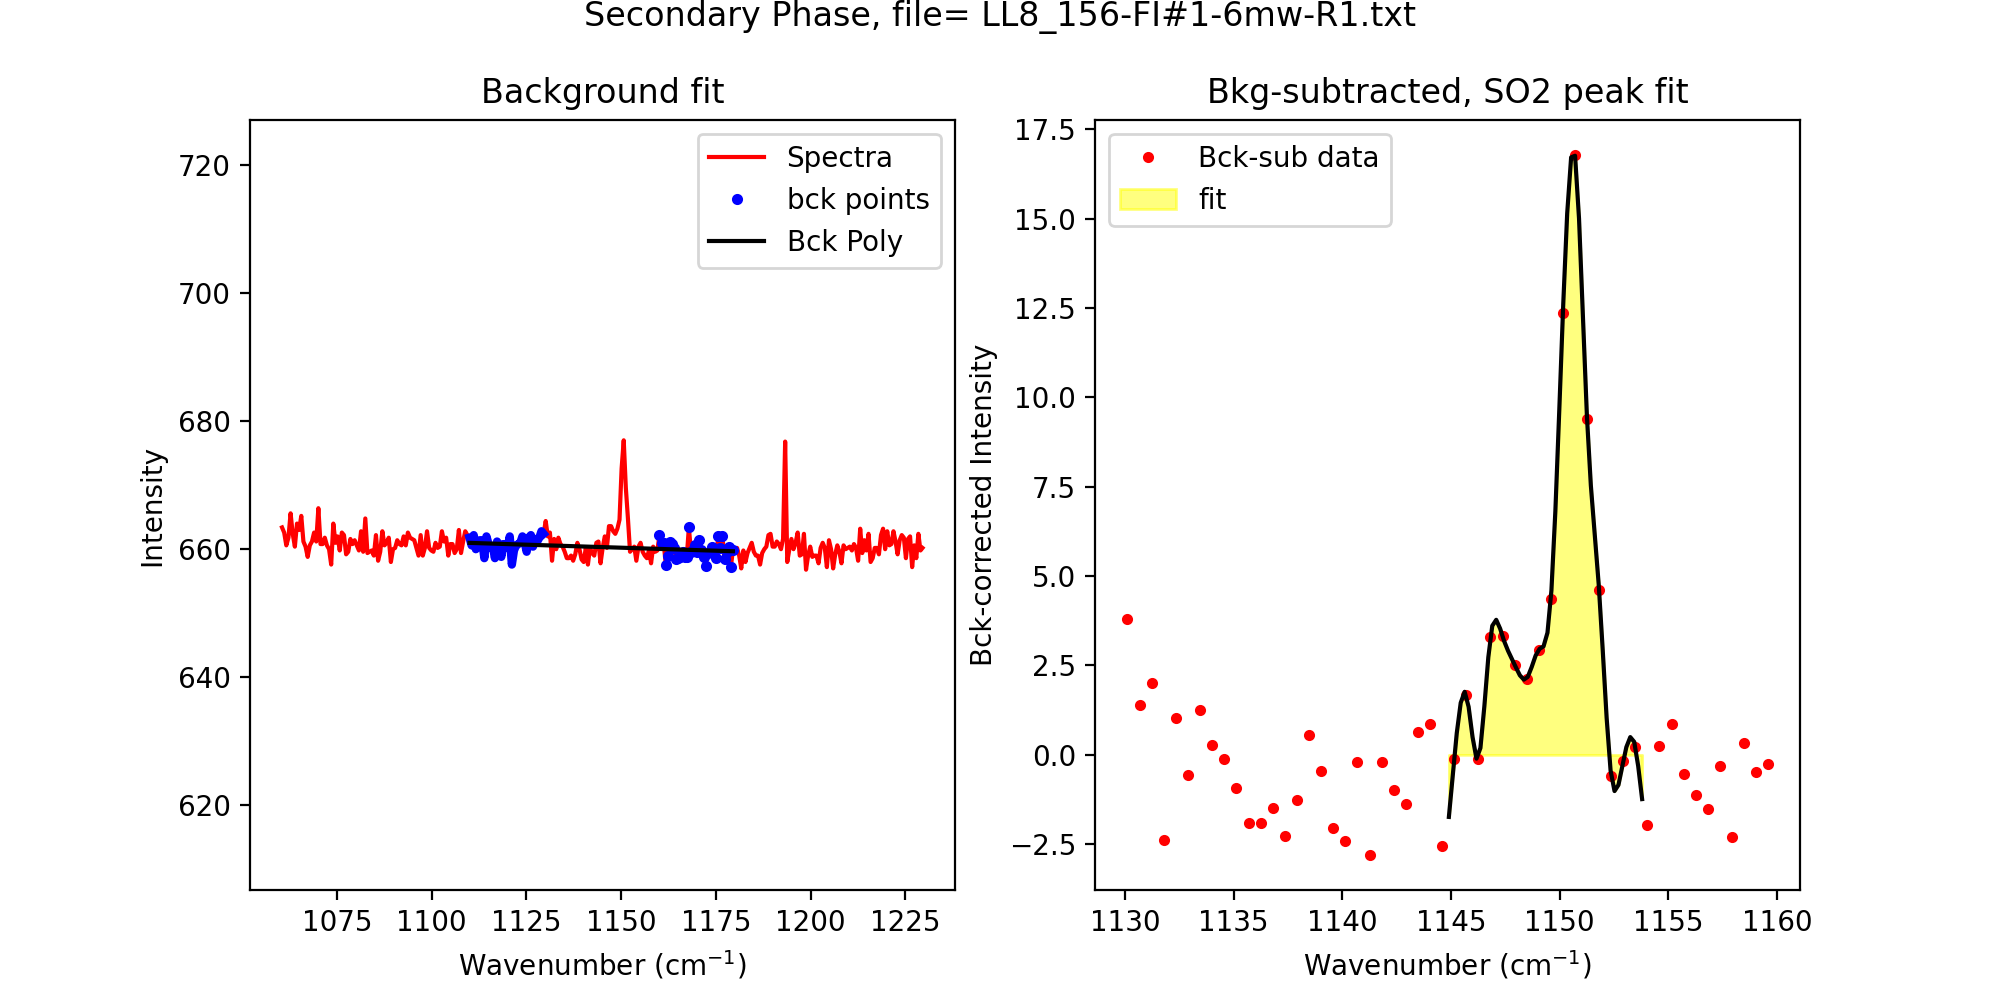 Secondary Phase, file= LL8_156-FI#1-6mw-R1.txt
Background fit
Spectra
bck points
Bck Poly
Intensity
720
700
680
660
640
620
1075 1100 1125 1150 1175 1200 1225
Wavenumber (cm⁻¹)
Bkg-subtracted, SO2 peak fit
Bck-sub data
fit
Bck-corrected Intensity
17.5
15.0
12.5
10.0
7.5
5.0
2.5
0.0
−2.5
1130 1135 1140 1145 1150 1155 1160
Wavenumber (cm⁻¹)